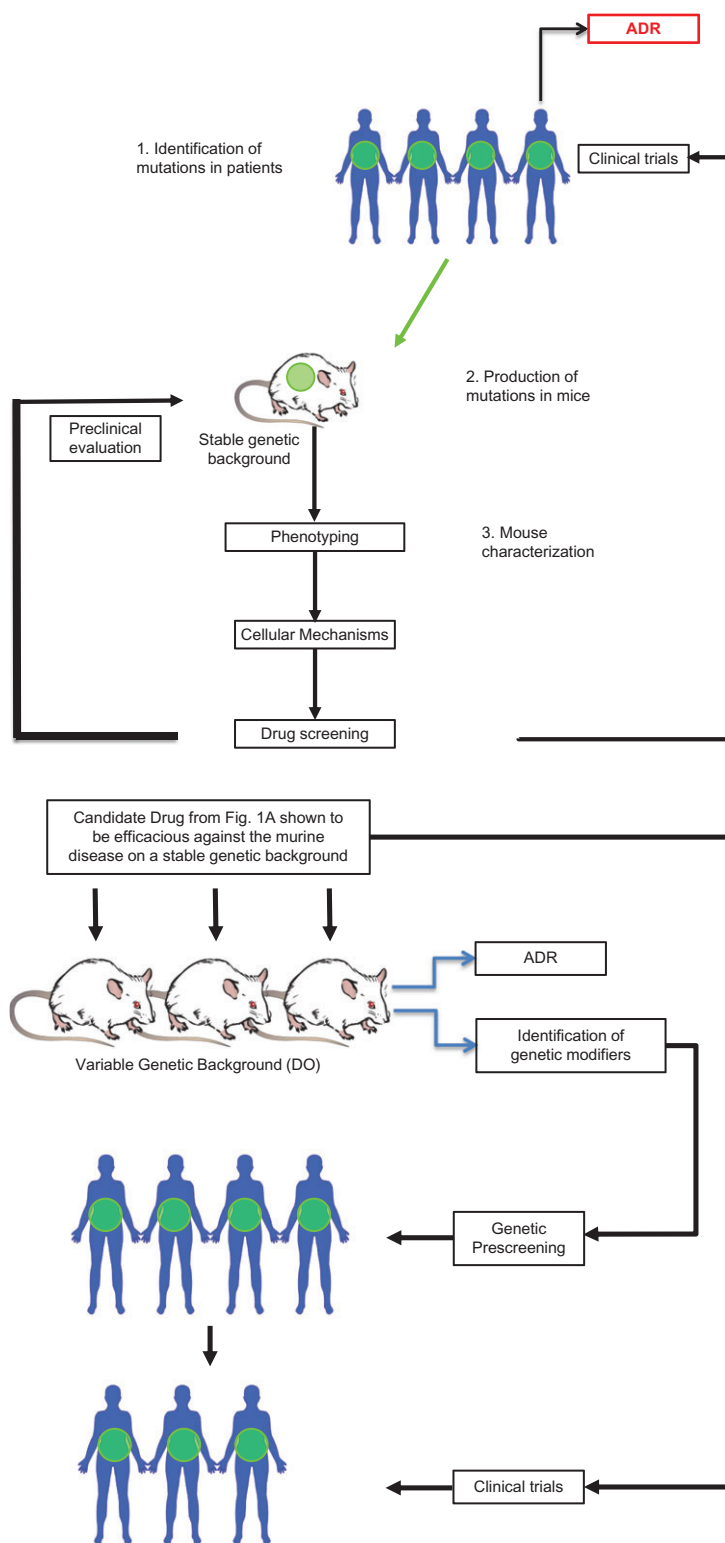 ADR
1. Identification of
mutations in patients
Clinical trials
2. Production of
mutations in mice
Preclinical
evaluation
Stable genetic
background
Phenotyping
3. Mouse
characterization
Cellular Mechanisms
Drug screening
Candidate Drug from Fig. 1A shown to
be efficacious against the murine
disease on a stable genetic background
ADR
Identification of
genetic modifiers
Variable Genetic Background (DO)
Genetic
Prescreening
Clinical trials